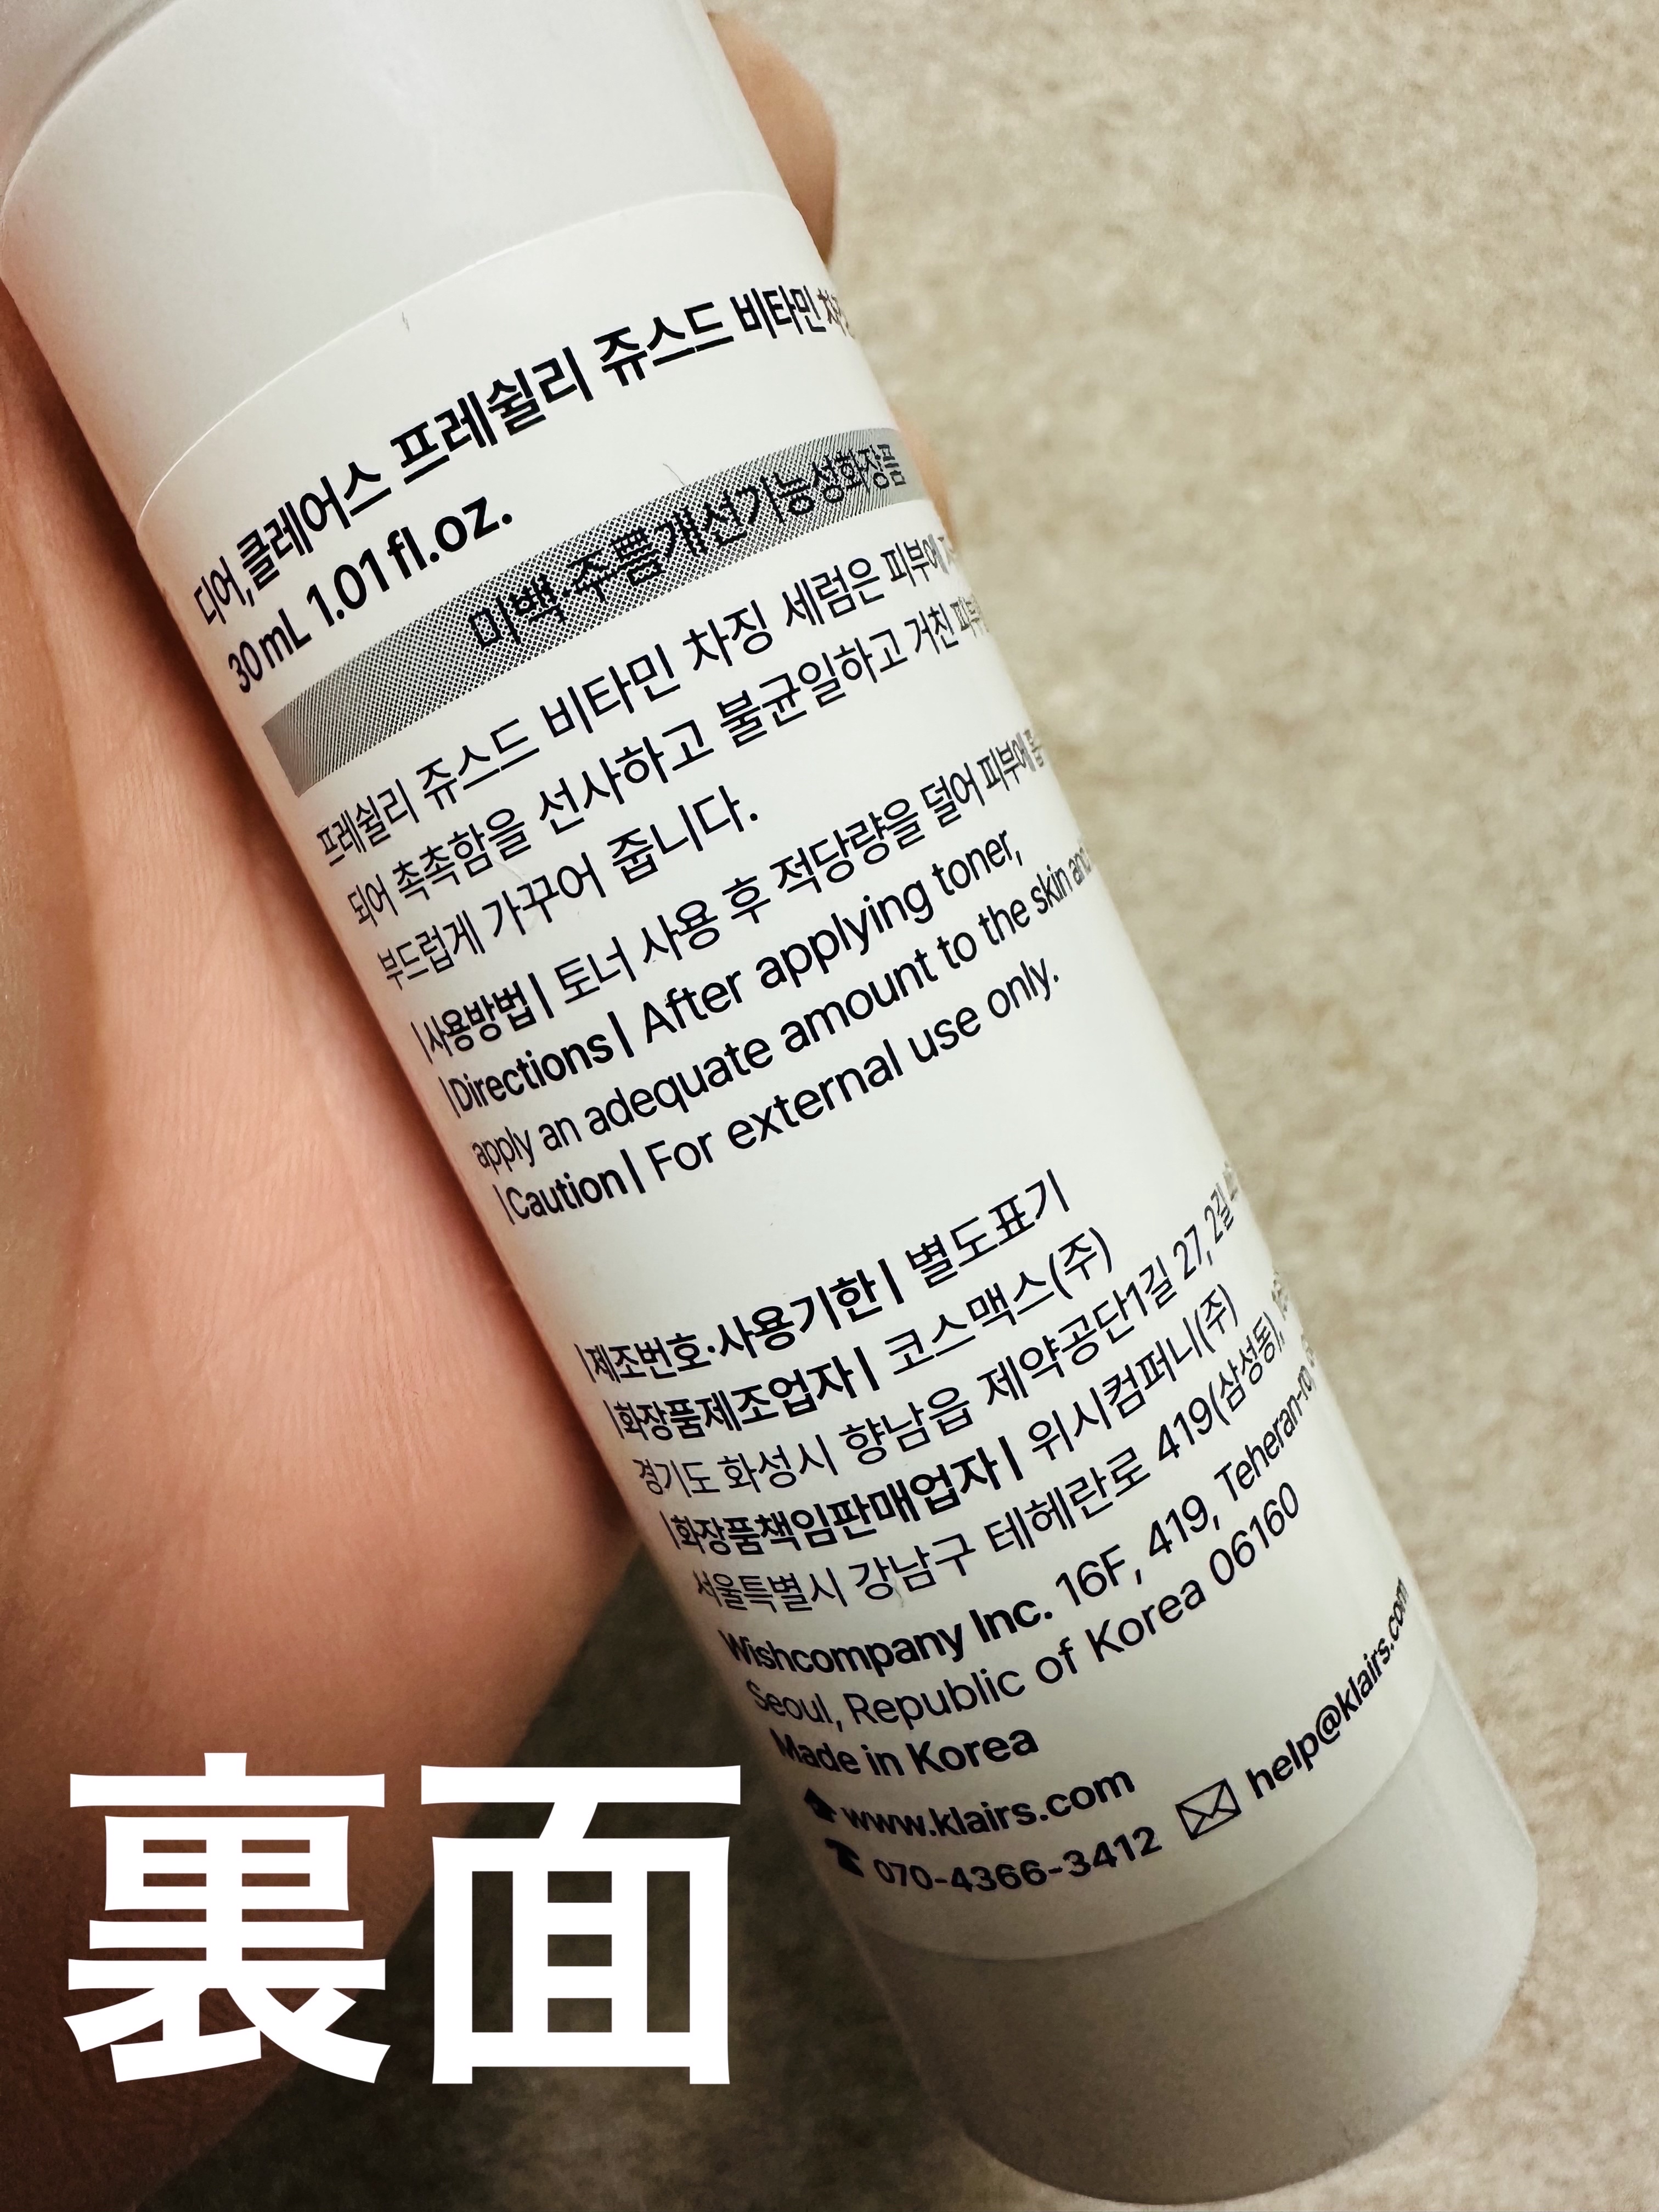 디어, 클레어스 프레쉴리 쥬스드 비타민
30mL 1.01fl.oz.
미백·주름개선기능성화장품
프레쉴리 쥬스드 비타민 차징 세럼은 피부에
되어 촉촉함을 선사하고 불균일하고 거친
부드럽게 가꾸어 줍니다.
|사용방법| 토너 사용 후 적당량을 덜어 피부에
|Directions| After applying toner,
apply an adequate amount to the skin and
|Caution| For external use only.
|제조번호·사용기한| 별도표기
|화장품제조업자| 코스맥스(주)
경기도 화성시 향남읍 제약공단1길 27, 2길
|화장품책임판매업자| 위시컴퍼니(주)
서울특별시 강남구 테헤란로 419(삼성동),
Wishcompany Inc. 16F, 419, Teheran-ro,
Seoul, Republic of Korea 06160
Made in Korea
www.klairs.com
070-4366-3412 help@klairs.com
裏面